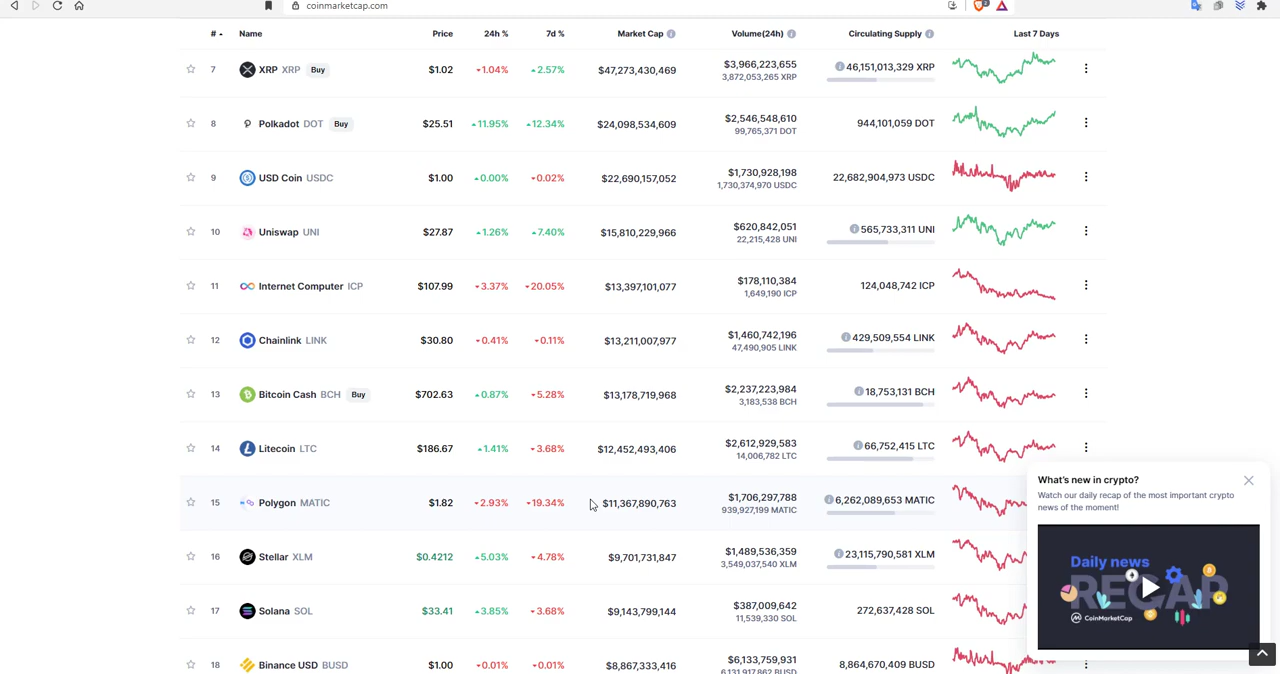 coinmarketcap.com
# Name Price 24h % 7d % Market Cap Volume(24h) Circulating Supply Last 7 Days
7 XRP XRP Buy $1.02 1.04% 2.57% $47,273,430,469 $3,966,223,655 46,151,013,329 XRP
3,872,053,265 XRP
8 Polkadot DOT Buy $25.51 11.95% 12.34% $24,098,534,609 $2,546,548,610 944,101,059 DOT
99,765,371 DOT
9 USD Coin USDC $1.00 0.00% 0.02% $22,690,157,052 $1,730,928,198 22,682,904,973 USDC
1,730,374,970 USDC
10 Uniswap UNI $27.87 1.26% 7.40% $15,810,229,966 $620,842,051 565,733,311 UNI
22,215,428 UNI
11 Internet Computer ICP $107.99 3.37% 20.05% $13,397,101,077 $178,110,384 124,048,742 ICP
1,649,190 ICP
12 Chainlink LINK $30.80 0.41% 0.11% $13,211,007,977 $1,460,742,196 429,509,554 LINK
47,490,905 LINK
13 Bitcoin Cash BCH Buy $702.63 0.87% 5.28% $13,178,719,968 $2,237,223,984 18,753,131 BCH
3,183,538 BCH
14 Litecoin LTC $186.67 1.41% 3.68% $12,452,493,406 $2,612,929,583 66,752,415 LTC
14,006,782 LTC
15 Polygon MATIC $1.82 2.93% 19.34% $11,367,890,763 $1,706,297,788 6,262,089,653 MATIC
939,927,199 MATIC
16 Stellar XLM $0.4212 5.03% 4.78% $9,701,731,847 $1,489,536,359 23,115,790,581 XLM
3,549,037,540 XLM
17 Solana SOL $33.41 3.85% 3.68% $9,143,799,144 $387,009,642 272,637,428 SOL
11,539,330 SOL
18 Binance USD BUSD $1.00 0.01% 0.01% $8,867,333,416 $6,133,759,931 8,864,670,409 BUSD
6,131,917,862 BUSD
What's new in crypto?
Watch our daily recap of the most important crypto
news of the moment!
Daily news
RECAP
CoinMarketCap